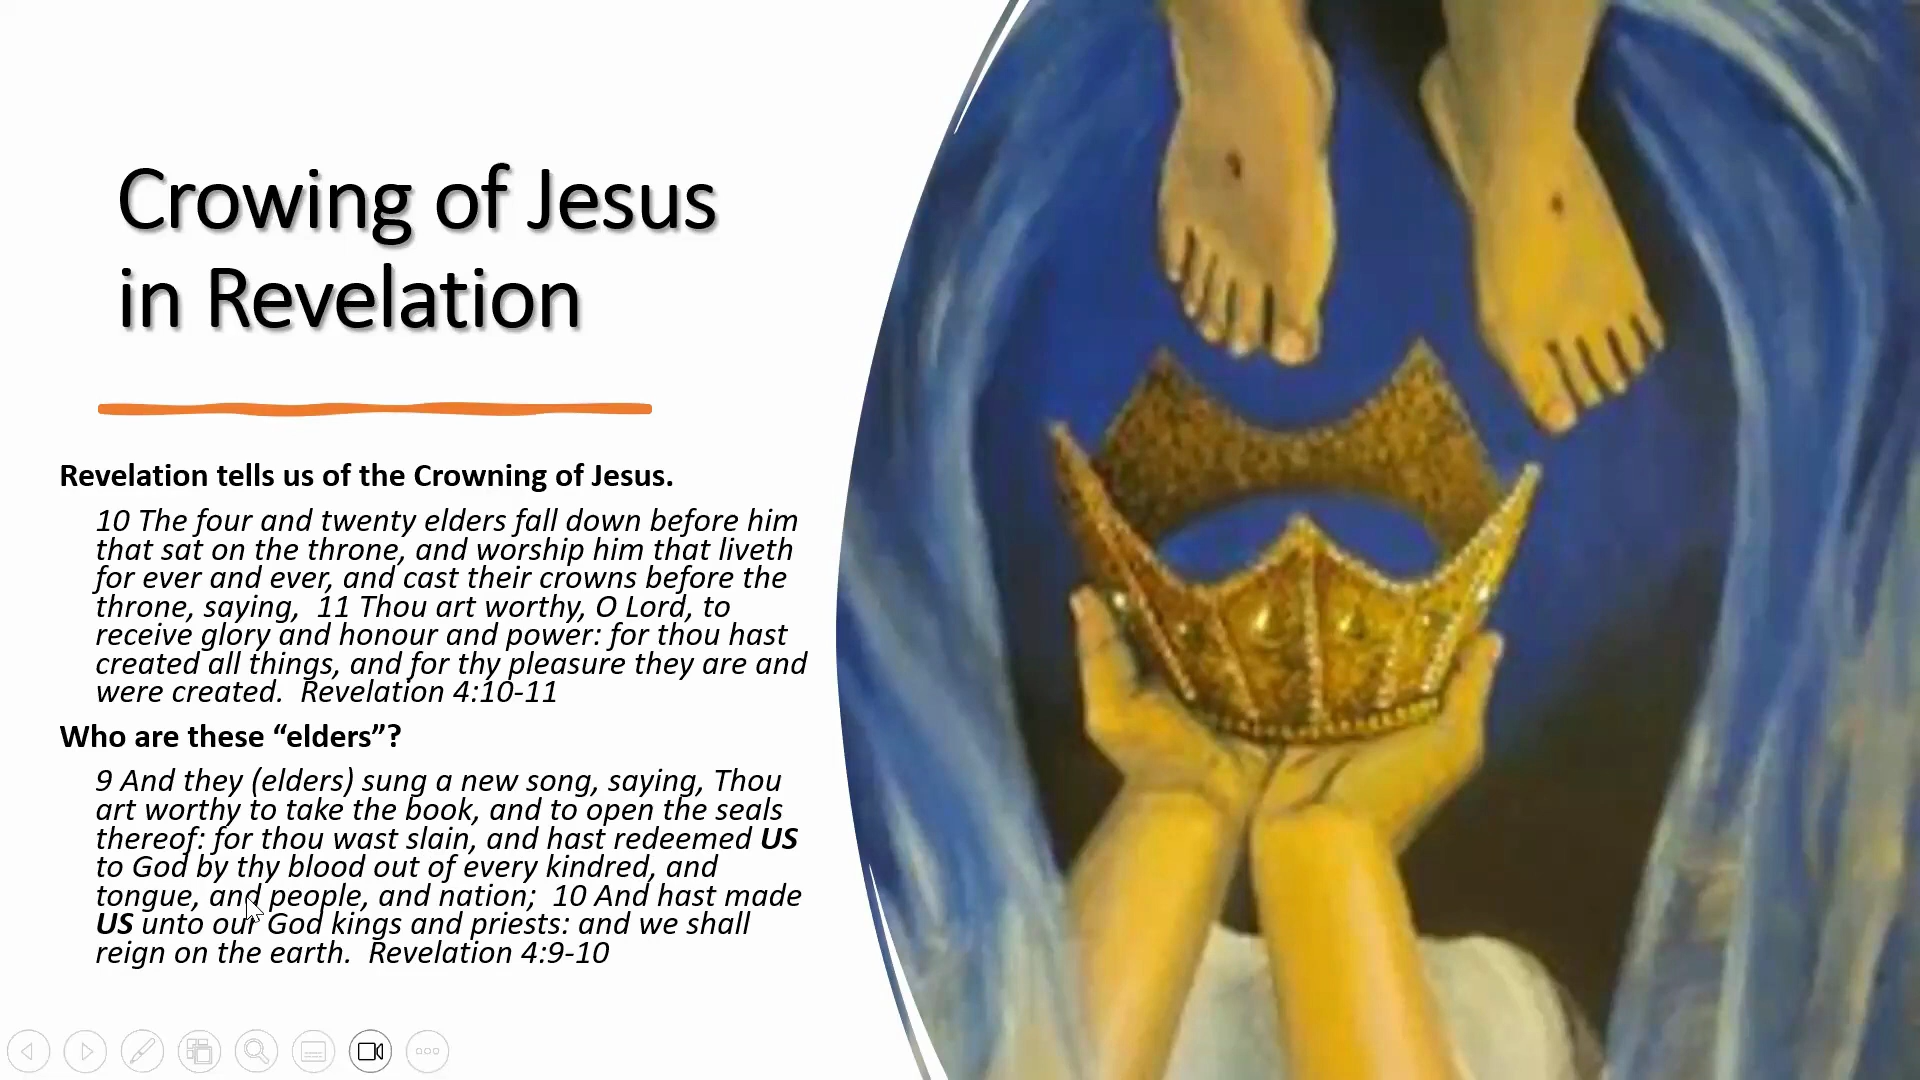 Crowing of Jesus
in Revelation
Revelation tells us of the Crowning of Jesus.
10 The four and twenty elders fall down before him
that sat on the throne, and worship him that liveth
for ever and ever, and cast their crowns before the
throne, saying,  11 Thou art worthy, O Lord, to
receive glory and honour and power: for thou hast
created all things, and for thy pleasure they are and
were created.  Revelation 4:10-11
Who are these “elders”?
9 And they (elders) sung a new song, saying, Thou
art worthy to take the book, and to open the seals
thereof: for thou wast slain, and hast redeemed US
to God by thy blood out of every kindred, and
tongue, and people, and nation;  10 And hast made
US unto our God kings and priests: and we shall
reign on the earth.  Revelation 4:9-10